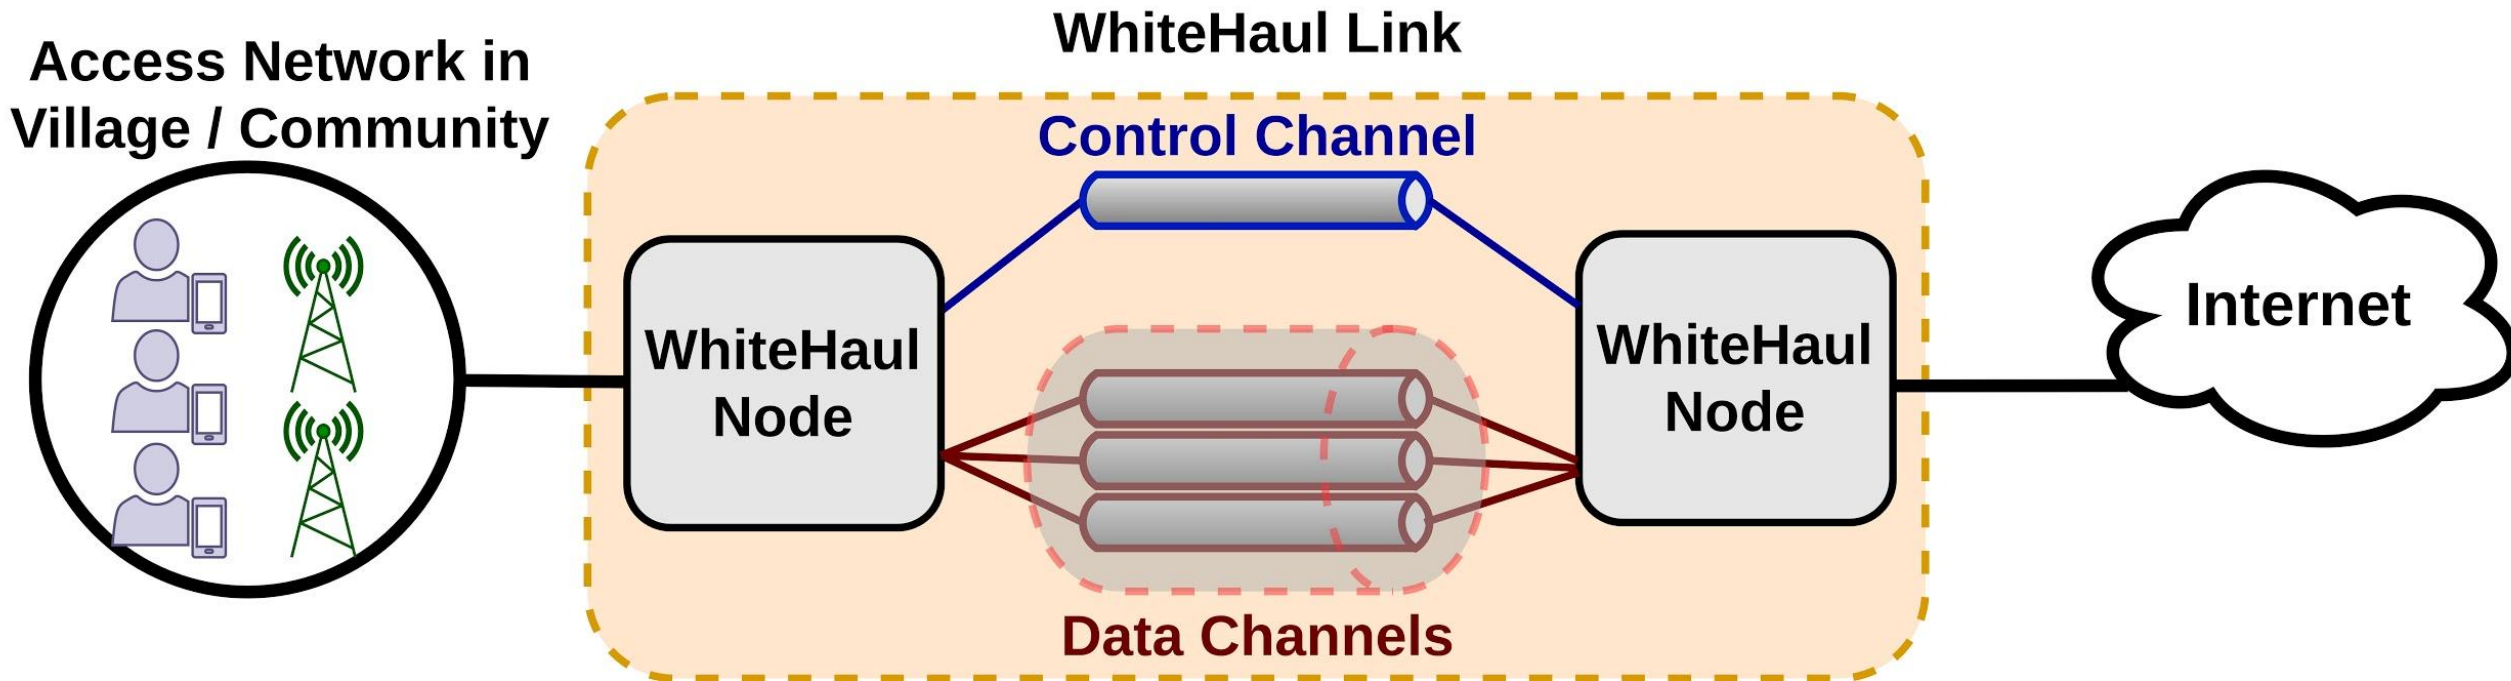 WhiteHaul Link
Access Network in
Village / Community
Control Channel
WhiteHaul
Node
WhiteHaul
Node
Internet
Data Channels